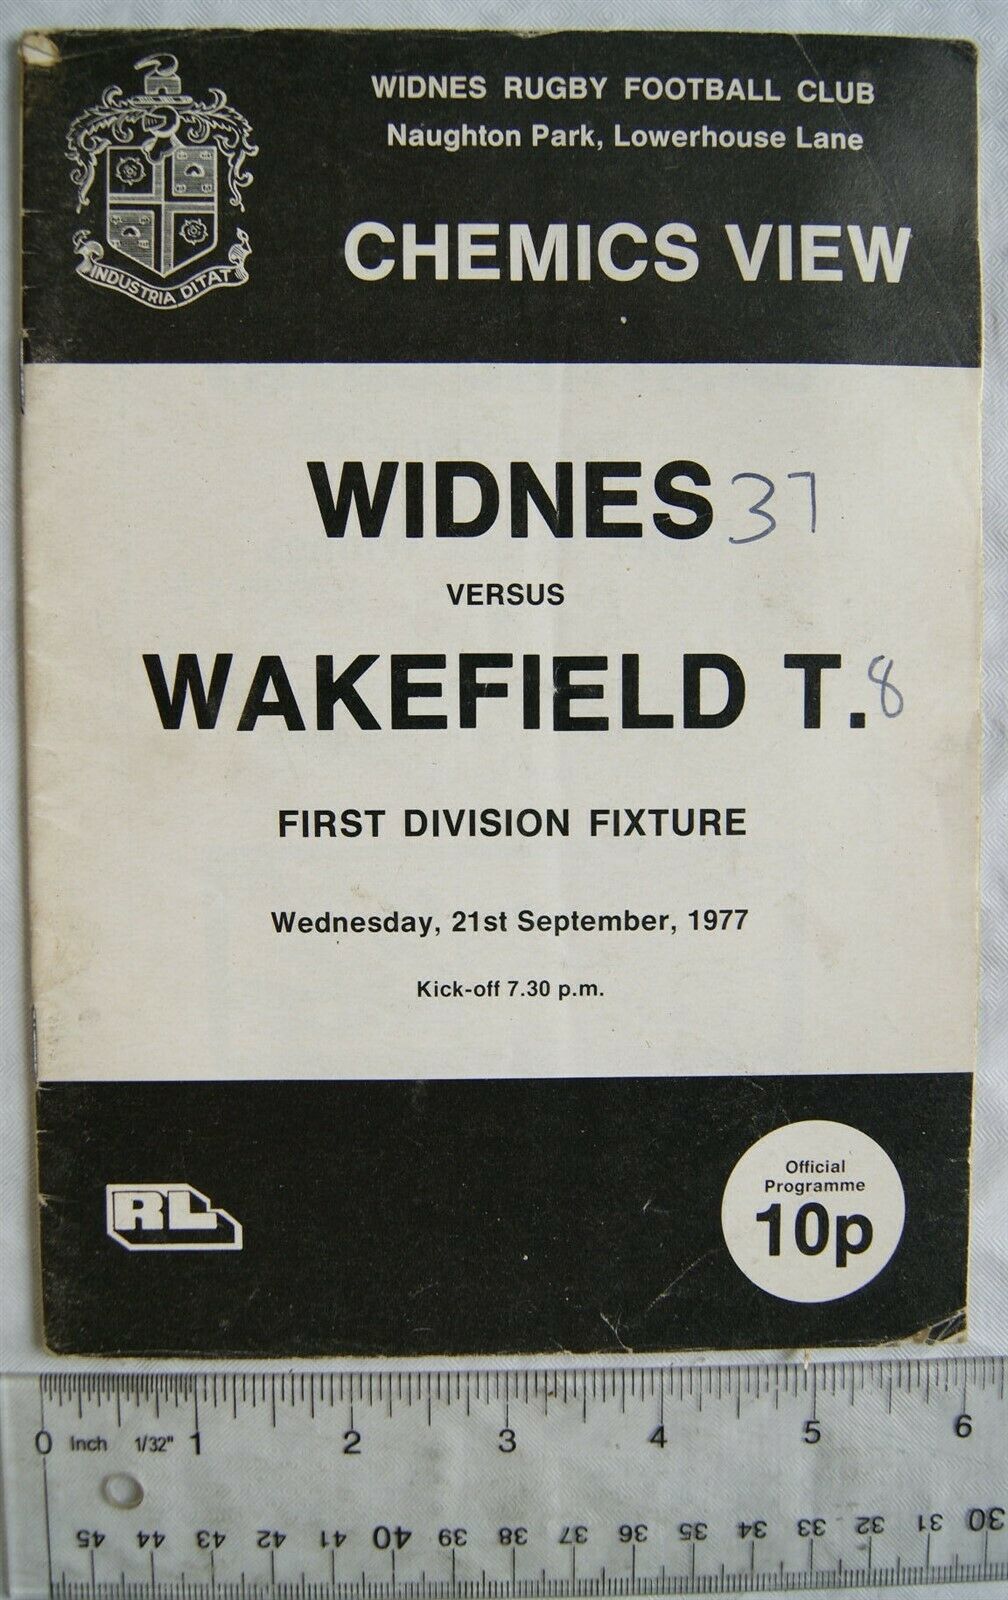 WIDNES RUGBY FOOTBALL CLUB
Naughton Park, Lowerhouse Lane
CHEMICS VIEW
INDUSTRIA DITAT
WIDNES 37
VERSUS
WAKEFIELD T. 8
FIRST DIVISION FIXTURE
Wednesday, 21st September, 1977
Kick-off 7.30 p.m.
RL
Official
Programme
10p
0 Inch 1/32" 1 2 3 4 5 6
45 44 43 42 41 40 39 38 37 36 35 34 33 32 31 30